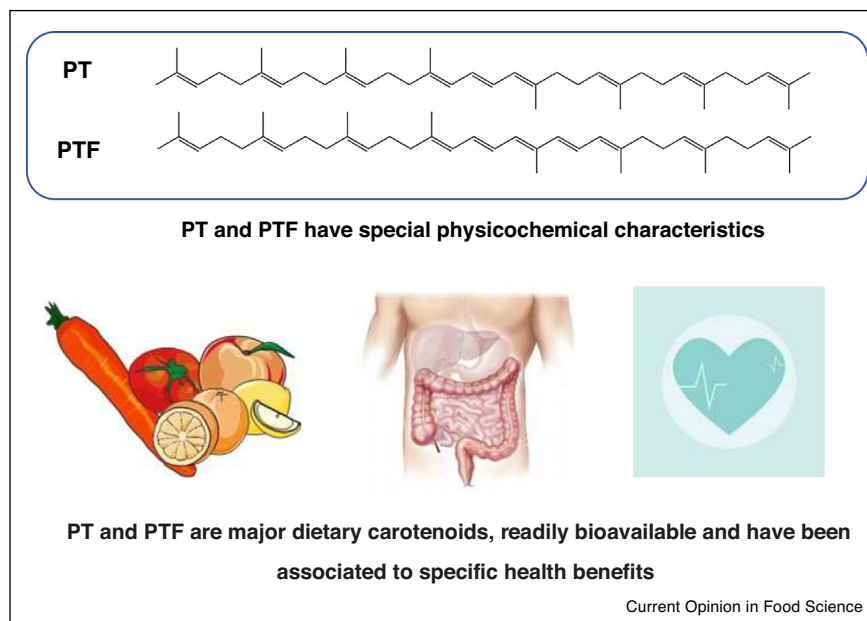 PT
PTF
PT and PTF have special physicochemical characteristics
PT and PTF are major dietary carotenoids, readily bioavailable and have been
associated to specific health benefits
Current Opinion in Food Science